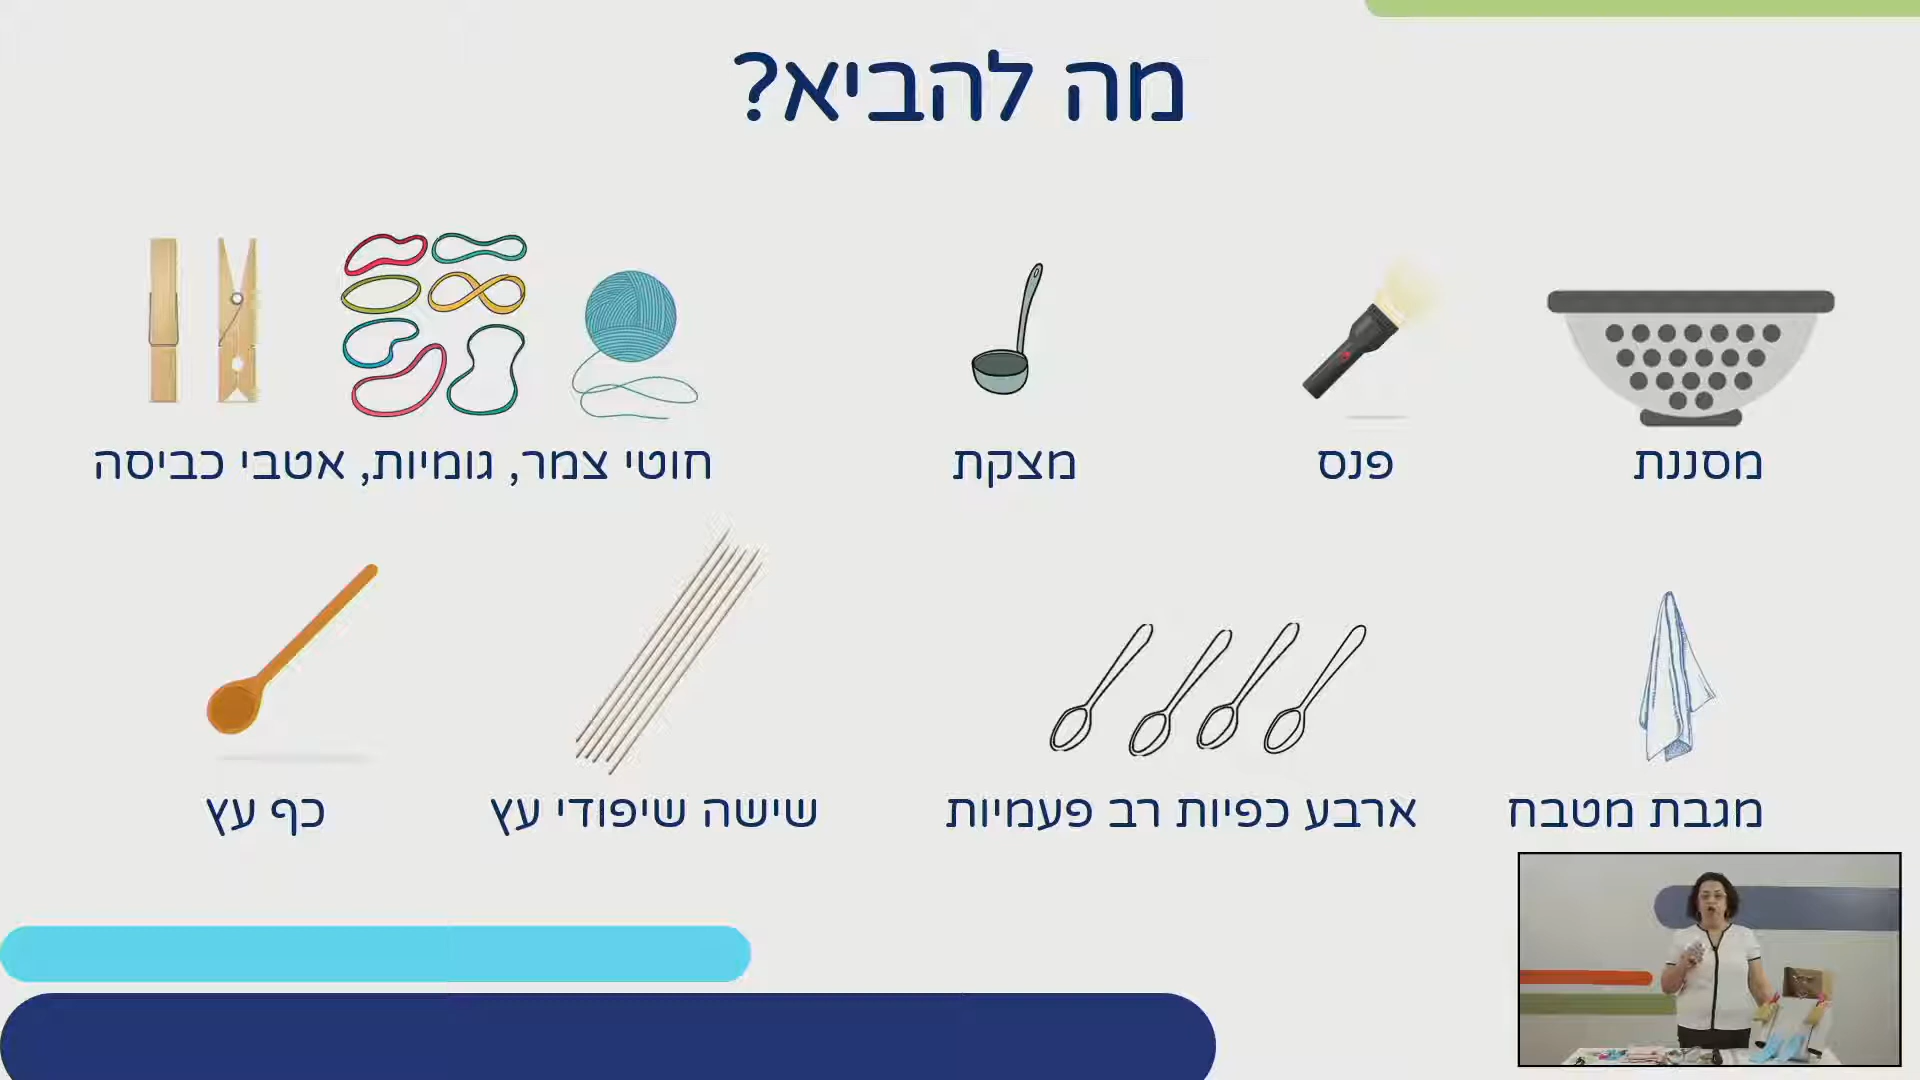 מה להביא?
מסננת
פנס
מצקת
חוטי צמר, גומיות, אטבי כביסה
מגבת מטבח
ארבע כפיות רב פעמיות
שישה שיפודי עץ
כף עץ